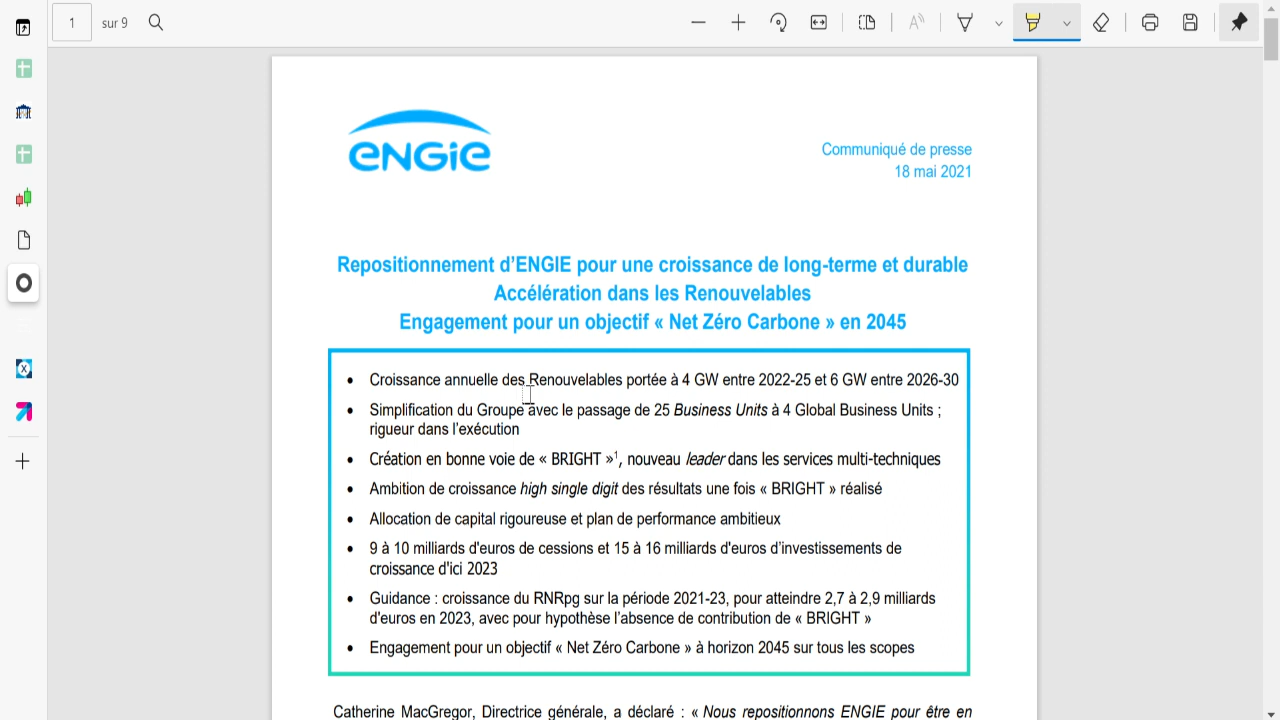 1 sur 9
ENGIE
Communiqué de presse
18 mai 2021
Repositionnement d'ENGIE pour une croissance de long-terme et durable
Accélération dans les Renouvelables
Engagement pour un objectif « Net Zéro Carbone » en 2045
• Croissance annuelle des Renouvelables portée à 4 GW entre 2022-25 et 6 GW entre 2026-30
• Simplification du Groupe avec le passage de 25 Business Units à 4 Global Business Units ;
rigueur dans l'exécution
• Création en bonne voie de « BRIGHT »¹, nouveau leader dans les services multi-techniques
• Ambition de croissance high single digit des résultats une fois « BRIGHT » réalisé
• Allocation de capital rigoureuse et plan de performance ambitieux
• 9 à 10 milliards d'euros de cessions et 15 à 16 milliards d'euros d'investissements de
croissance d'ici 2023
• Guidance : croissance du RNRpg sur la période 2021-23, pour atteindre 2,7 à 2,9 milliards
d'euros en 2023, avec pour hypothèse l'absence de contribution de « BRIGHT »
• Engagement pour un objectif « Net Zéro Carbone » à horizon 2045 sur tous les scopes
Catherine MacGregor, Directrice générale, a déclaré : « Nous repositionnons ENGIE pour être en